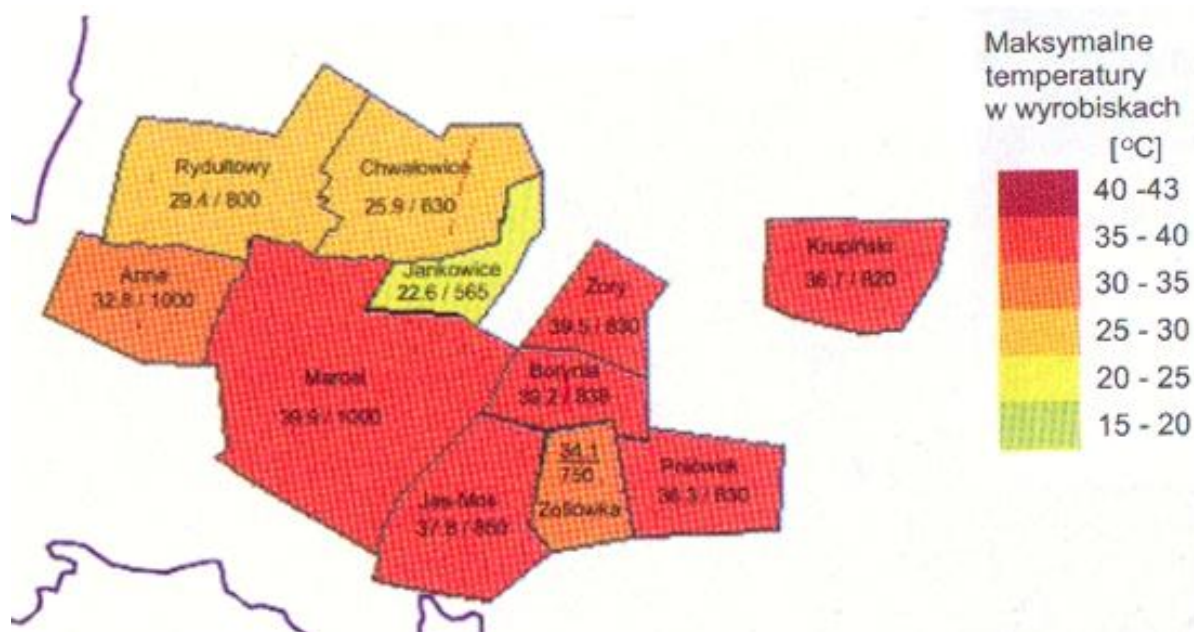 Maksymalne
temperatury
w wyrobiskach
[°C]
40 -43
35 - 40
30 - 35
25 - 30
20 - 25
15 - 20
Rydułtowy
29.4 / 800
Chwałowice
25.9 / 630
Anna
32.8 / 1000
Jankowice
22.6 / 565
Krupiński
36.7 / 820
Żory
39.5 / 830
Marcel
39.9 / 1000
Borynia
39.2 / 838
34.1
750
Zofiówka
Pniówek
36.3 / 830
Jas-Mos
37.8 / 850